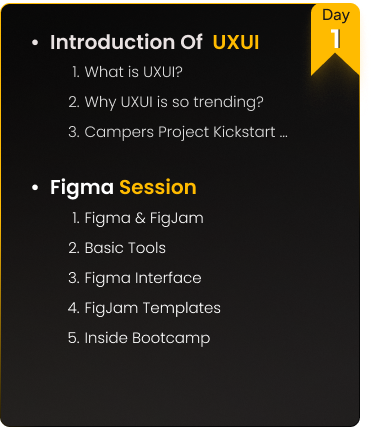 Day
1
• Introduction Of UXUI
1. What is UXUI?
2. Why UXUI is so trending?
3. Campers Project Kickstart ...
• Figma Session
1. Figma & FigJam
2. Basic Tools
3. Figma Interface
4. FigJam Templates
5. Inside Bootcamp